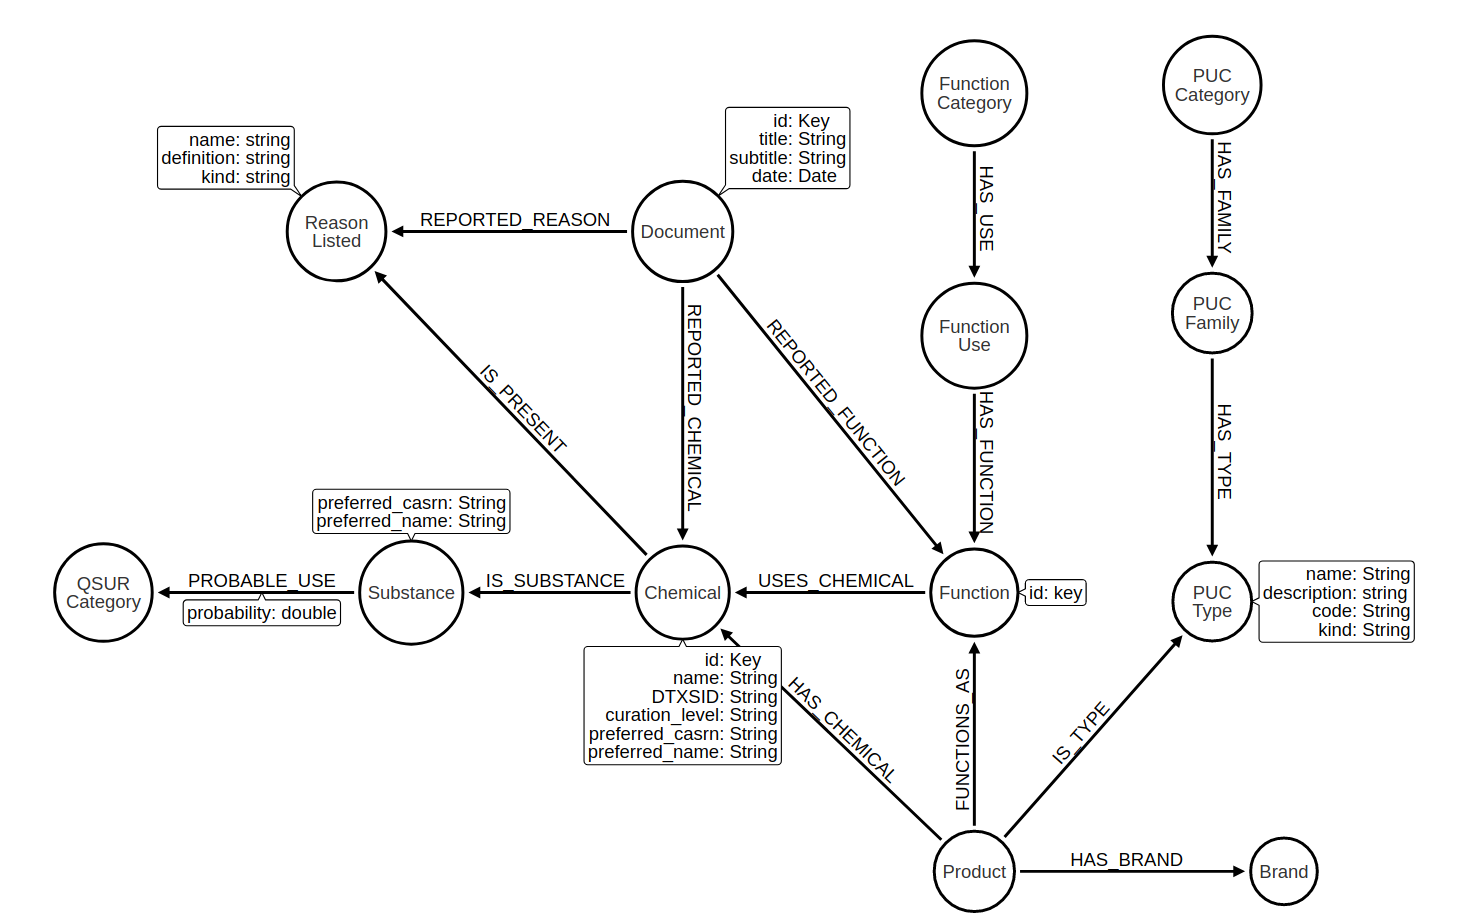 Function
Category
PUC
Category
name: string
definition: string
kind: string
id: Key
title: String
subtitle: String
date: Date
HAS_USE
HAS_FAMILY
Reason
Listed
REPORTED_REASON
Document
Function
Use
PUC
Family
IS_PRESENT
REPORTED_CHEMICAL
REPORTED_FUNCTION
HAS_FUNCTION
HAS_TYPE
preferred_casrn: String
preferred_name: String
QSUR
Category
PROBABLE_USE
probability: double
Substance
IS_SUBSTANCE
Chemical
USES_CHEMICAL
Function
id: key
PUC
Type
name: String
description: string
code: String
kind: String
id: Key
name: String
DTXSID: String
curation_level: String
preferred_casrn: String
preferred_name: String
HAS_CHEMICAL
FUNCTIONS_AS
IS_TYPE
Product
HAS_BRAND
Brand